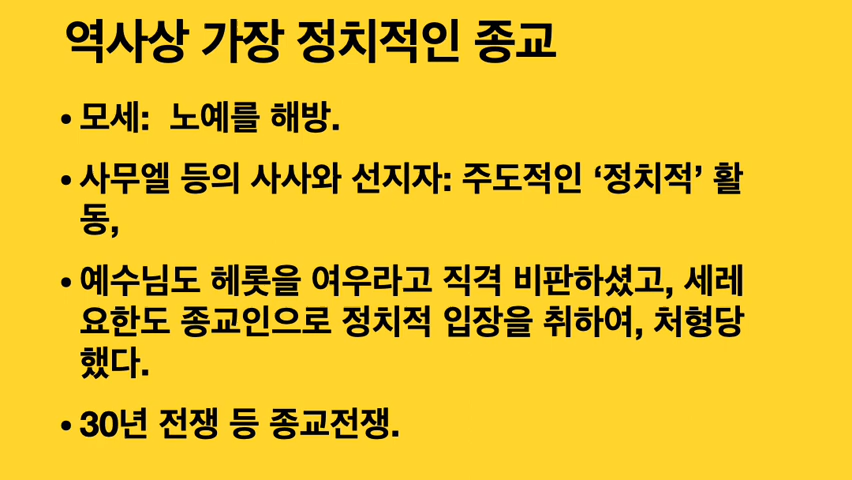 역사상 가장 정치적인 종교
• 모세:  노예를 해방.
• 사무엘 등의 사사와 선지자: 주도적인 ‘정치적’ 활
동,
• 예수님도 헤롯을 여우라고 직격 비판하셨고, 세레
요한도 종교인으로 정치적 입장을 취하여, 처형당
했다.
• 30년 전쟁 등 종교전쟁.